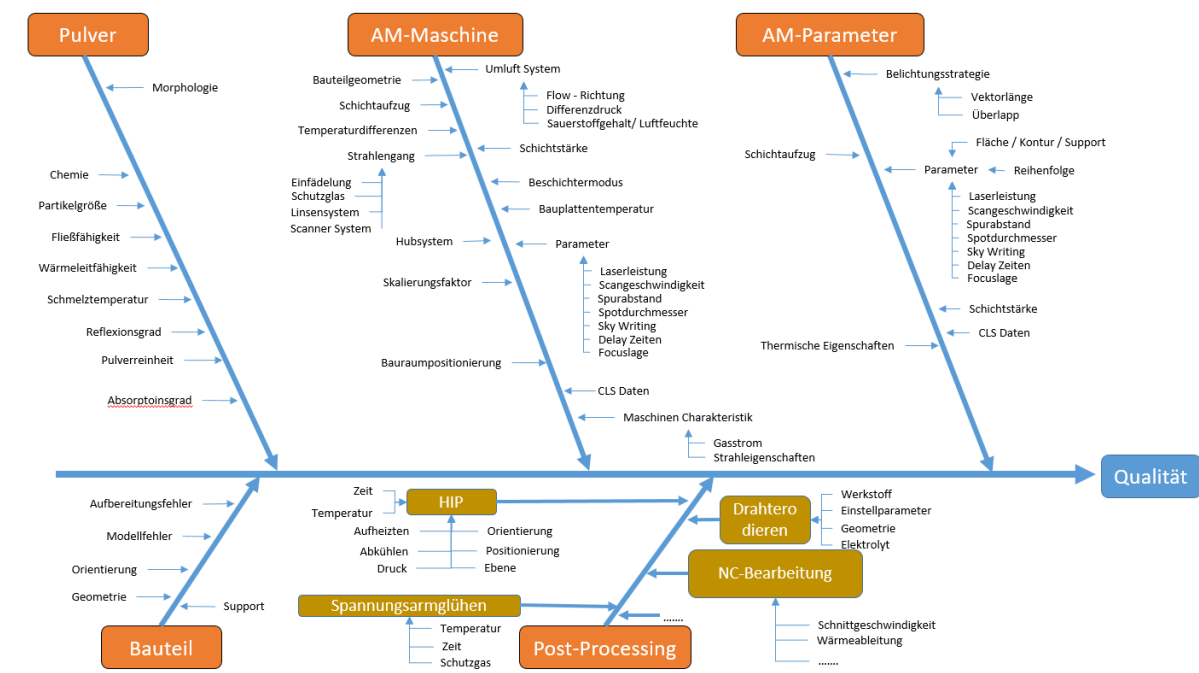 Pulver
Morphologie
Chemie
Partikelgröße
Fließfähigkeit
Wärmeleitfähigkeit
Schmelztemperatur
Reflexionsgrad
Pulverreinheit
Absorptoinsgrad
AM-Maschine
Umluft System
Flow - Richtung
Differenzdruck
Sauerstoffgehalt/ Luftfeuchte
Bauteilgeometrie
Schichtaufzug
Temperaturdifferenzen
Strahlengang
Einfädelung
Schutzglas
Linsensystem
Scanner System
Schichtstärke
Beschichtermodus
Bauplattentemperatur
Hubsystem
Parameter
Laserleistung
Scangeschwindigkeit
Spurabstand
Spotdurchmesser
Sky Writing
Delay Zeiten
Focuslage
Skalierungsfaktor
Bauraumpositionierung
CLS Daten
Maschinen Charakteristik
Gasstrom
Strahleigenschaften
AM-Parameter
Belichtungsstrategie
Vektorlänge
Überlapp
Schichtaufzug
Fläche / Kontur / Support
Parameter
Reihenfolge
Laserleistung
Scangeschwindigkeit
Spurabstand
Spotdurchmesser
Sky Writing
Delay Zeiten
Focuslage
Schichtstärke
CLS Daten
Thermische Eigenschaften
Qualität
Aufbereitungsfehler
Modellfehler
Orientierung
Geometrie
Support
Bauteil
Zeit
Temperatur
HIP
Aufheizten
Abkühlen
Druck
Orientierung
Positionierung
Ebene
Drahtero
dieren
Werkstoff
Einstellparameter
Geometrie
Elektrolyt
NC-Bearbeitung
Schnittgeschwindigkeit
Wärmeableitung
.......
Spannungsarmglühen
Temperatur
Zeit
Schutzgas
.......
Post-Processing